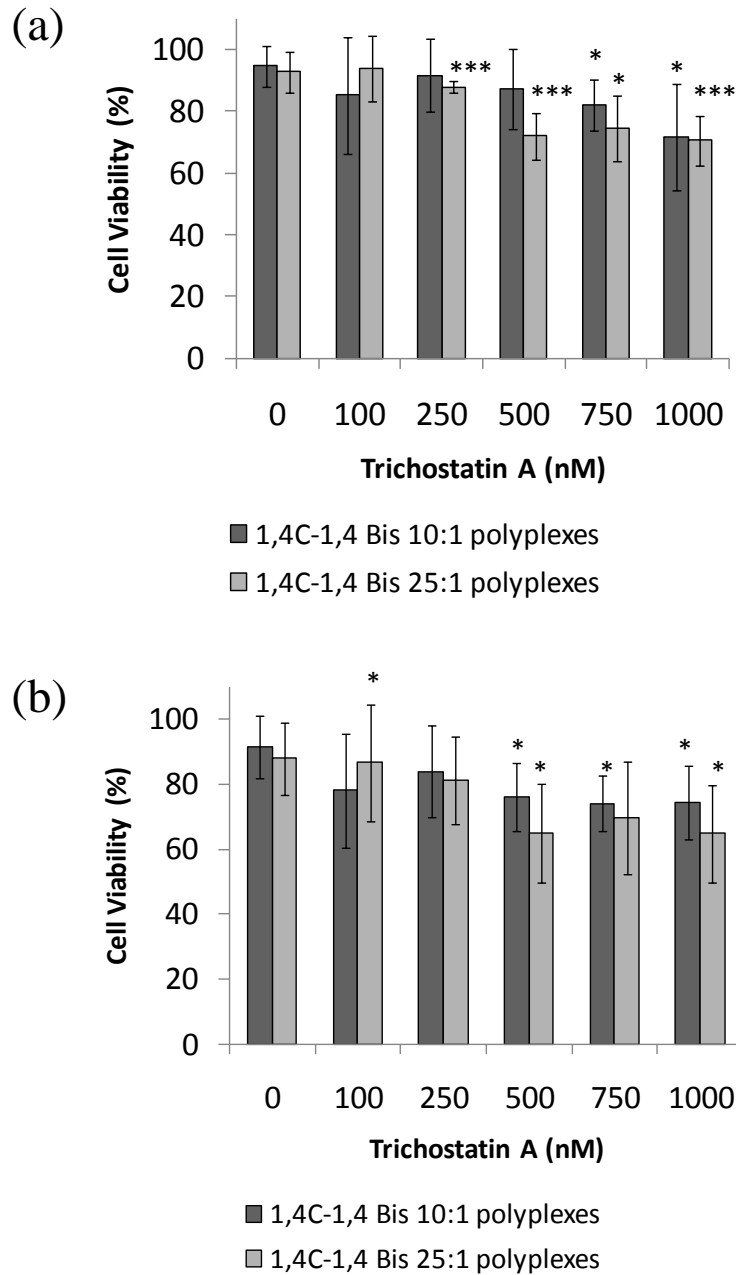 (a)
Cell Viability (%)
100
80
60
40
20
0
*** *** * * * ***
0 100 250 500 750 1000
Trichostatin A (nM)
1,4C-1,4 Bis 10:1 polyplexes
1,4C-1,4 Bis 25:1 polyplexes
(b)
Cell Viability (%)
100
80
60
40
20
0
* * * * * *
0 100 250 500 750 1000
Trichostatin A (nM)
1,4C-1,4 Bis 10:1 polyplexes
1,4C-1,4 Bis 25:1 polyplexes